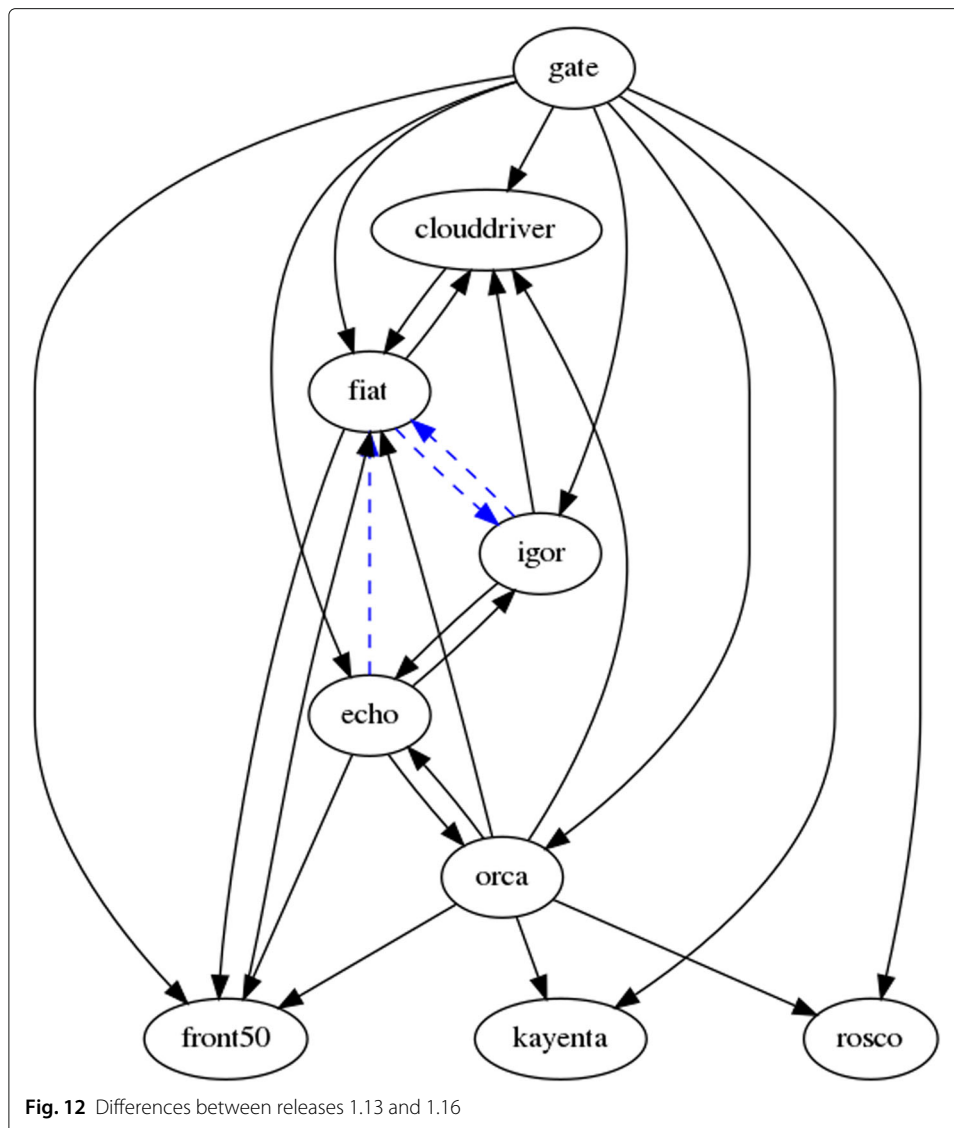 gate
clouddriver
fiat
igor
echo
orca
front50
kayenta
rosco
Fig. 12 Differences between releases 1.13 and 1.16